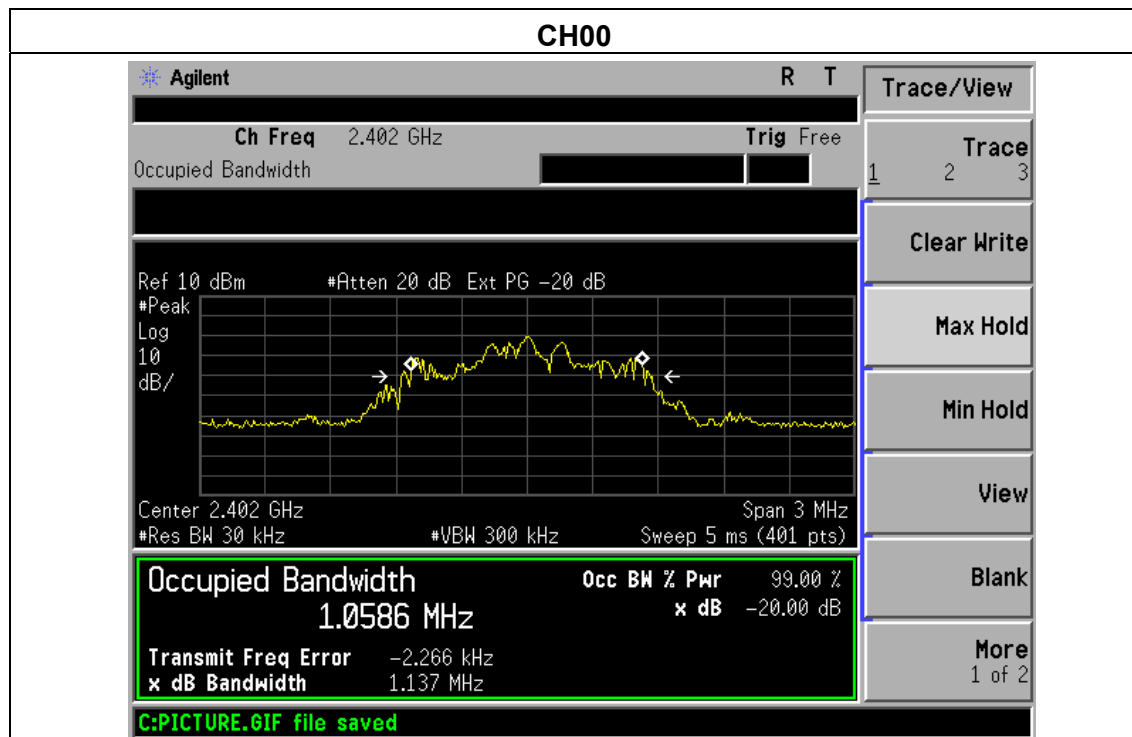 CH00
Agilent R T
Trace/View
Ch Freq 2.402 GHz Trig Free
Occupied Bandwidth
Trace
1 2 3
Clear Write
Ref 10 dBm #Atten 20 dB Ext PG −20 dB
#Peak
Log
10
dB/
Max Hold
Min Hold
View
Center 2.402 GHz Span 3 MHz
#Res BW 30 kHz #VBW 300 kHz Sweep 5 ms (401 pts)
Occupied Bandwidth Occ BW % Pwr 99.00 %
1.0586 MHz x dB −20.00 dB
Blank
Transmit Freq Error −2.266 kHz
x dB Bandwidth 1.137 MHz
More
1 of 2
C:PICTURE.GIF file saved